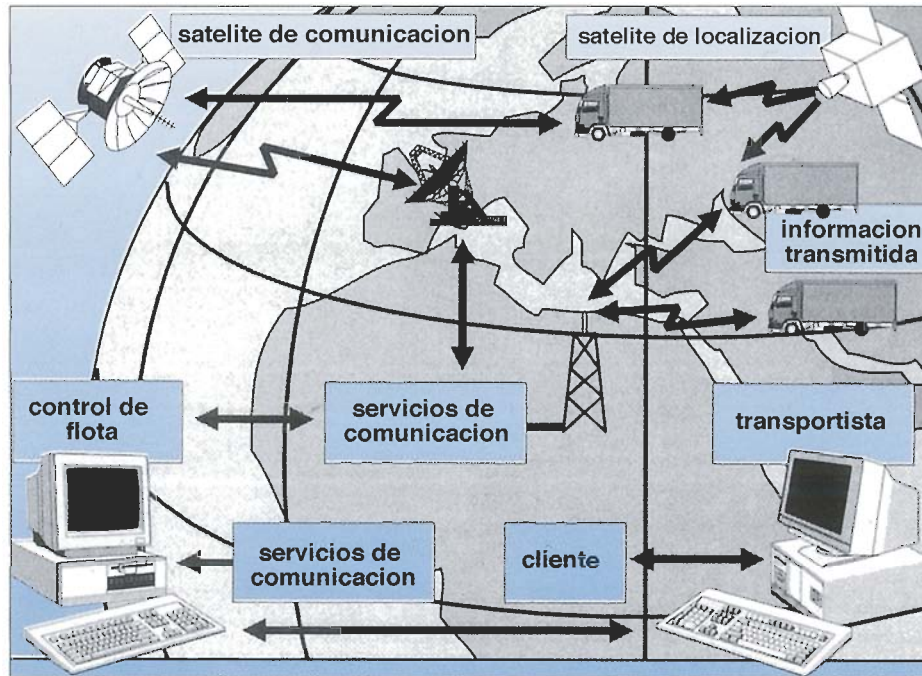 satelite de comunicacion
satelite de localizacion
informacion
transmitida
control de
flota
servicios de
comunicacion
transportista
servicios de
comunicacion
cliente